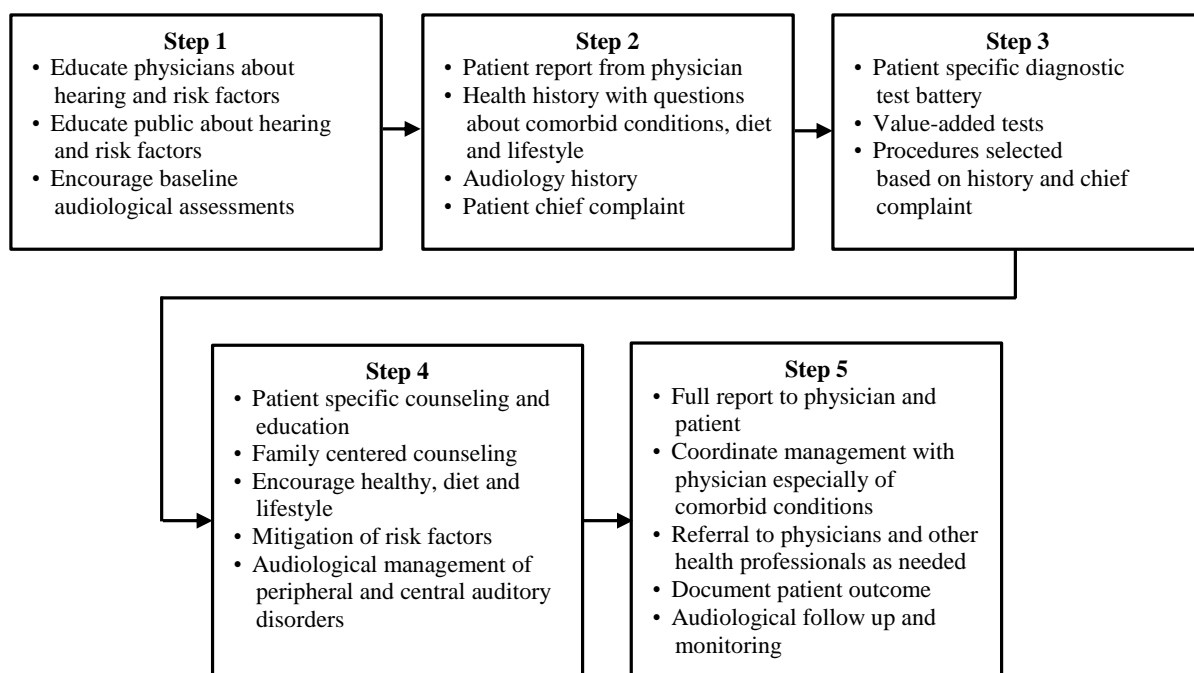 Step 1
• Educate physicians about
hearing and risk factors
• Educate public about hearing
and risk factors
• Encourage baseline
audiological assessments
Step 2
• Patient report from physician
• Health history with questions
about comorbid conditions, diet
and lifestyle
• Audiology history
• Patient chief complaint
Step 3
• Patient specific diagnostic
test battery
• Value-added tests
• Procedures selected
based on history and chief
complaint
Step 4
• Patient specific counseling and
education
• Family centered counseling
• Encourage healthy, diet and
lifestyle
• Mitigation of risk factors
• Audiological management of
peripheral and central auditory
disorders
Step 5
• Full report to physician and
patient
• Coordinate management with
physician especially of
comorbid conditions
• Referral to physicians and other
health professionals as needed
• Document patient outcome
• Audiological follow up and
monitoring